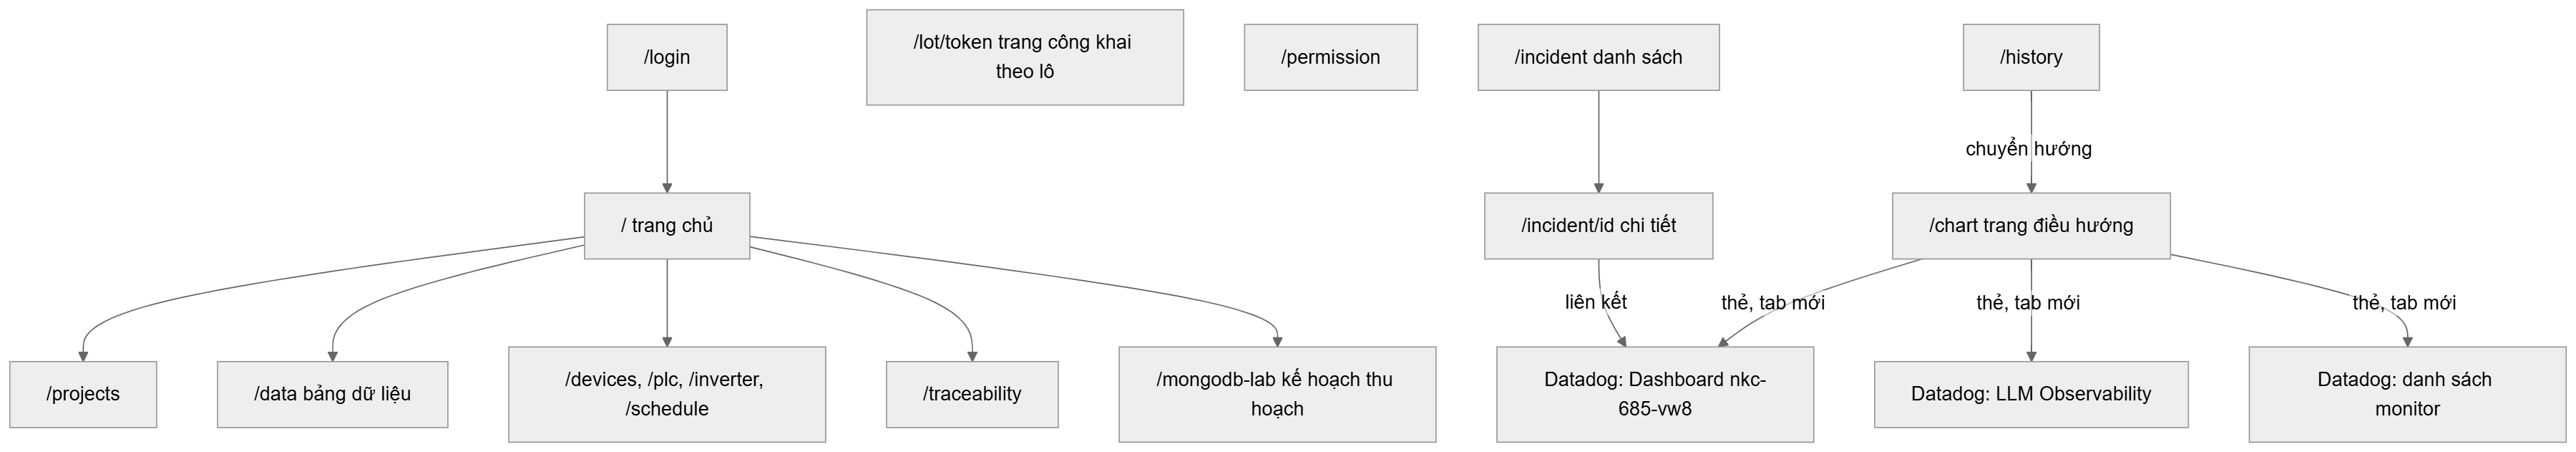 /login
/lot/token trang công khai
theo lô
/permission
/incident danh sách
/history
chuyển hướng
/ trang chủ
/incident/id chi tiết
/chart trang điều hướng
liên kết
thẻ, tab mới
thẻ, tab mới
thẻ, tab mới
/projects
/data bảng dữ liệu
/devices, /plc, /inverter,
/schedule
/traceability
/mongodb-lab kế hoạch thu
hoạch
Datadog: Dashboard nkc-
685-vw8
Datadog: LLM Observability
Datadog: danh sách
monitor